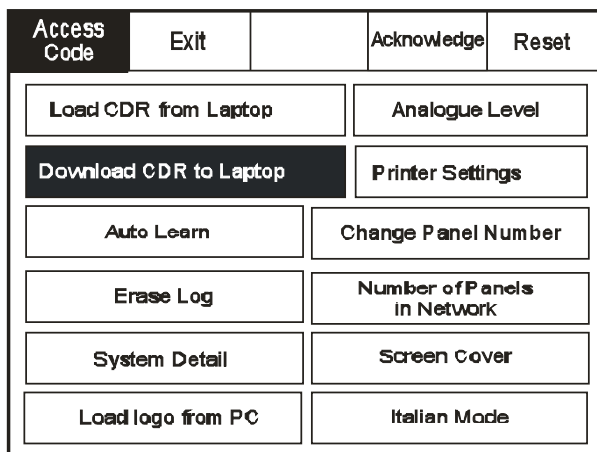 Access
Code
Exit
Acknowledge
Reset
Load CDR from Laptop
Analogue Level
Download CDR to Laptop
Printer Settings
Auto Learn
Change Panel Number
Erase Log
Number of Panels
in Network
System Detail
Screen Cover
Load logo from PC
Italian Mode